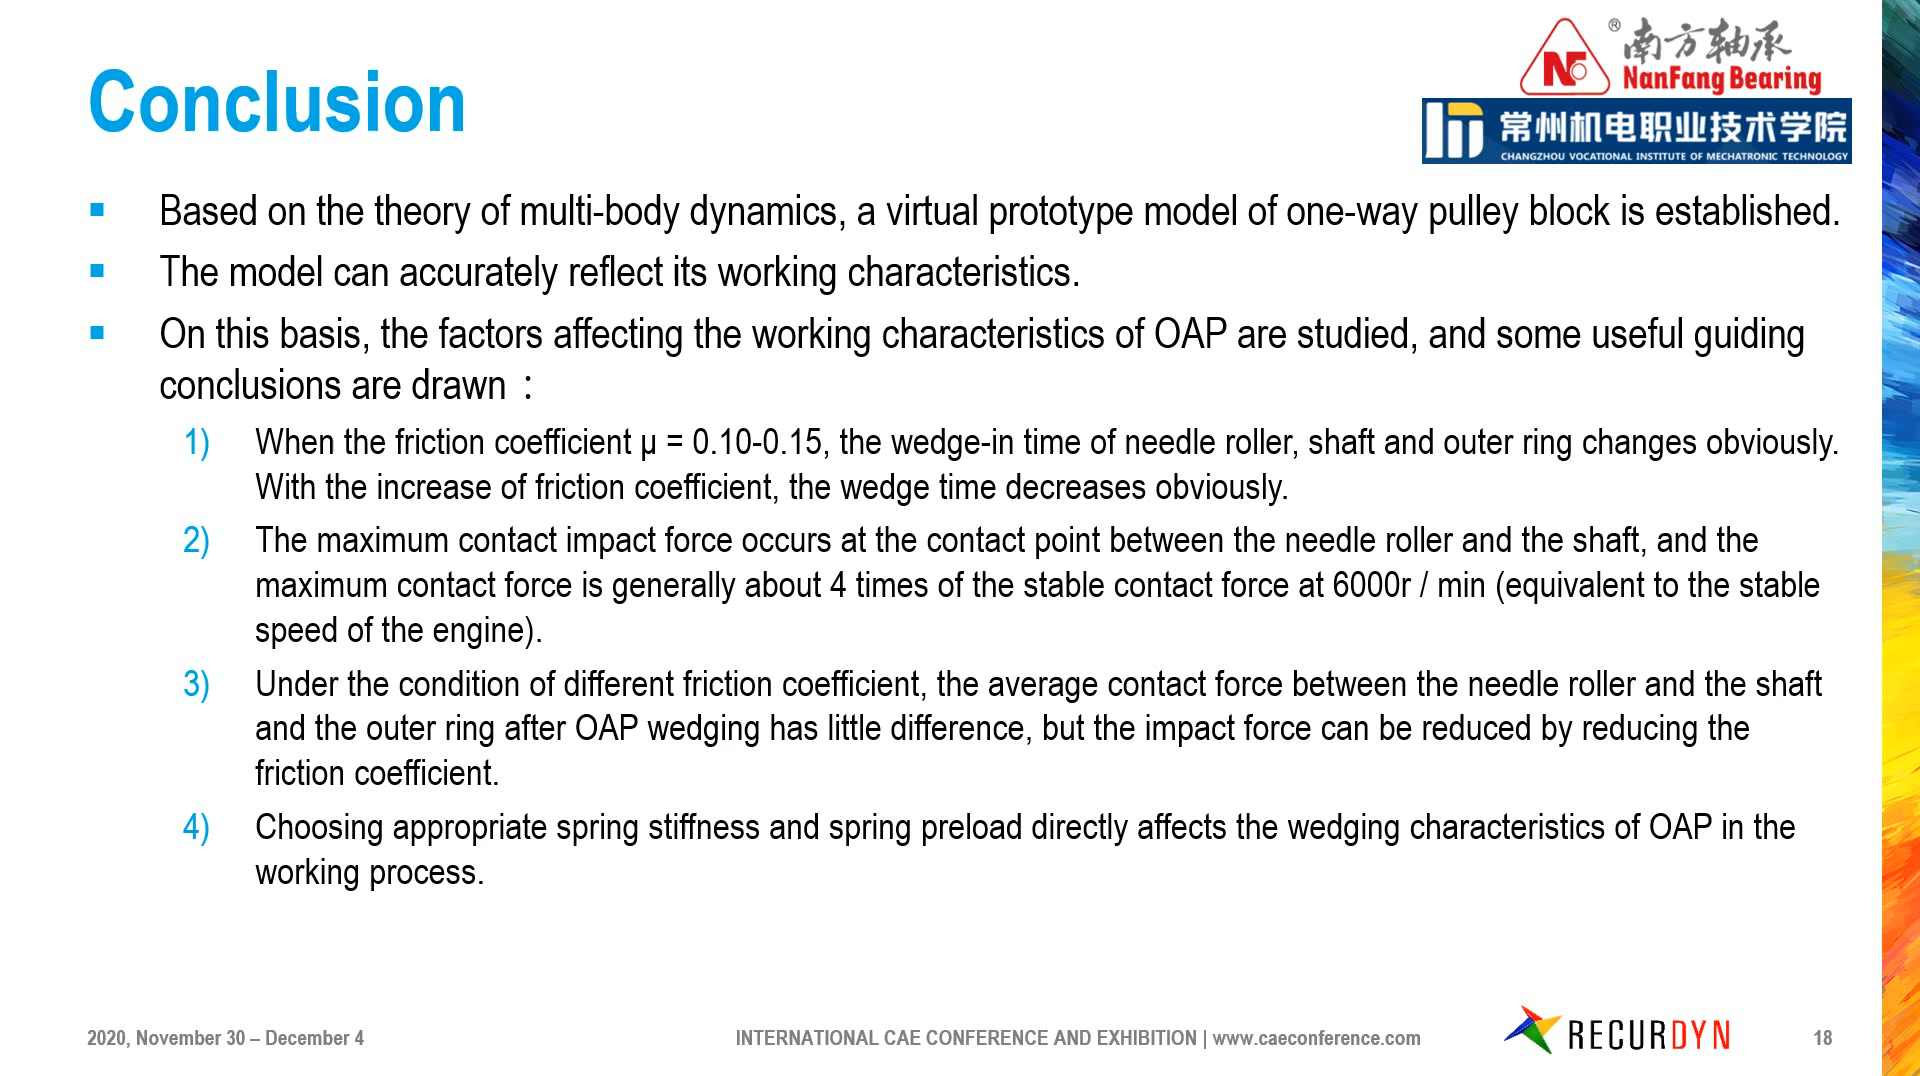 ® 南方轴承
NF NanFang Bearing
Conclusion
常州机电职业技术学院
CHANGZHOU VOCATIONAL INSTITUTE OF MECHATRONIC TECHNOLOGY
▪ Based on the theory of multi-body dynamics, a virtual prototype model of one-way pulley block is established.
▪ The model can accurately reflect its working characteristics.
▪ On this basis, the factors affecting the working characteristics of OAP are studied, and some useful guiding
conclusions are drawn：
1) When the friction coefficient μ = 0.10-0.15, the wedge-in time of needle roller, shaft and outer ring changes obviously.
With the increase of friction coefficient, the wedge time decreases obviously.
2) The maximum contact impact force occurs at the contact point between the needle roller and the shaft, and the
maximum contact force is generally about 4 times of the stable contact force at 6000r / min (equivalent to the stable
speed of the engine).
3) Under the condition of different friction coefficient, the average contact force between the needle roller and the shaft
and the outer ring after OAP wedging has little difference, but the impact force can be reduced by reducing the
friction coefficient.
4) Choosing appropriate spring stiffness and spring preload directly affects the wedging characteristics of OAP in the
working process.
2020, November 30 – December 4
INTERNATIONAL CAE CONFERENCE AND EXHIBITION | www.caeconference.com
RECURDYN
18